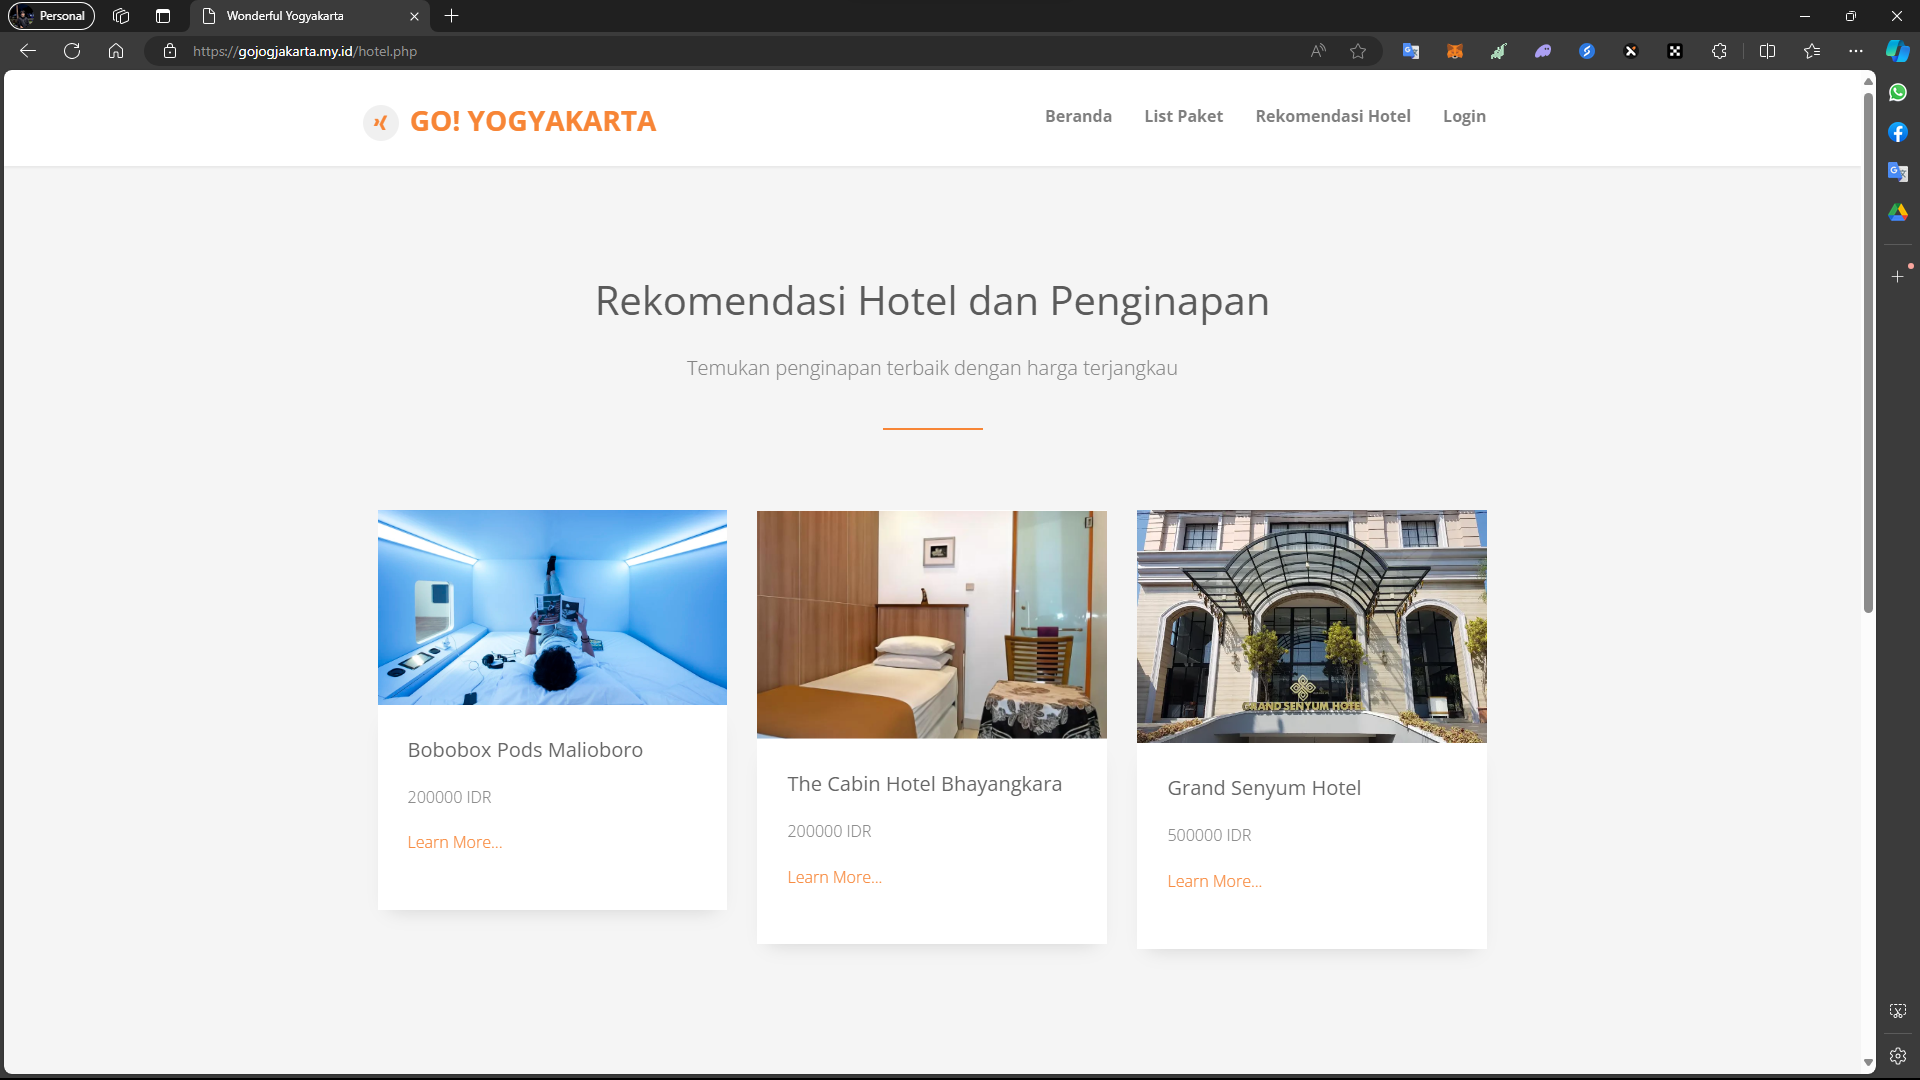 Personal
Wonderful Yogyakarta
https://gojogjakarta.my.id/hotel.php
GO! YOGYAKARTA
Beranda
List Paket
Rekomendasi Hotel
Login
Rekomendasi Hotel dan Penginapan
Temukan penginapan terbaik dengan harga terjangkau
GRAND SENYUM HOTEL
Bobobox Pods Malioboro
200000 IDR
Learn More...
The Cabin Hotel Bhayangkara
200000 IDR
Learn More...
Grand Senyum Hotel
500000 IDR
Learn More...